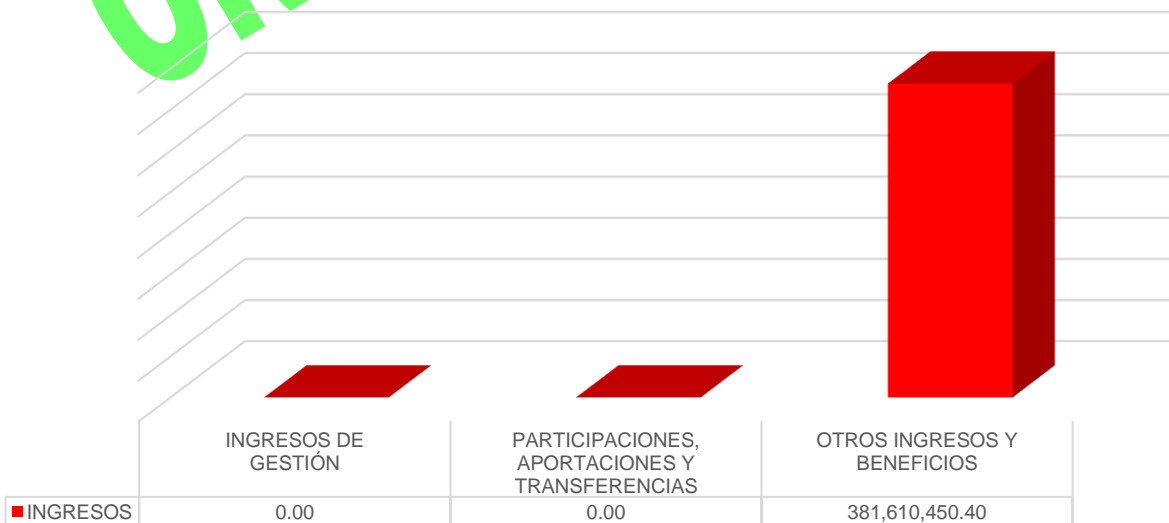 INGRESOS DE
GESTIÓN
PARTICIPACIONES,
APORTACIONES Y
TRANSFERENCIAS
OTROS INGRESOS Y
BENEFICIOS
INGRESOS 0.00 0.00 381,610,450.40